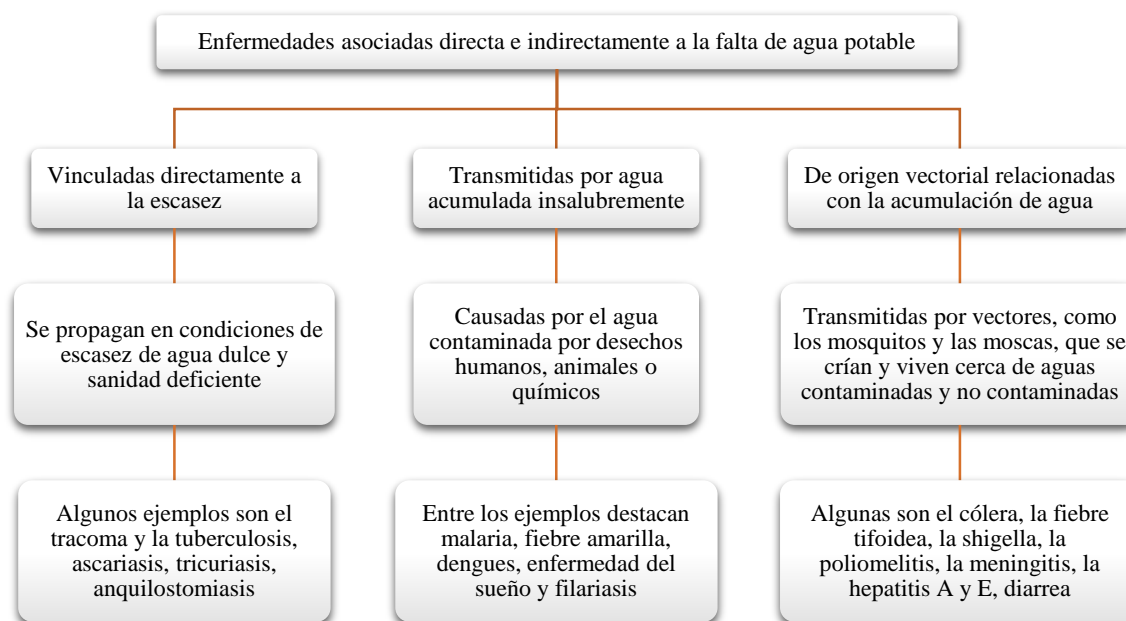 Enfermedades asociadas directa e indirectamente a la falta de agua potable
Vinculadas directamente a
la escasez
Se propagan en condiciones de
escasez de agua dulce y
sanidad deficiente
Algunos ejemplos son el
tracoma y la tuberculosis,
ascariasis, tricuriasis,
anquilostomiasis
Transmitidas por agua
acumulada insalubremente
Causadas por el agua
contaminada por desechos
humanos, animales o
químicos
Entre los ejemplos destacan
malaria, fiebre amarilla,
dengues, enfermedad del
sueño y filariasis
De origen vectorial relacionadas
con la acumulación de agua
Transmitidas por vectores, como
los mosquitos y las moscas, que se
crían y viven cerca de aguas
contaminadas y no contaminadas
Algunas son el cólera, la fiebre
tifoidea, la shigella, la
poliomelitis, la meningitis, la
hepatitis A y E, diarrea